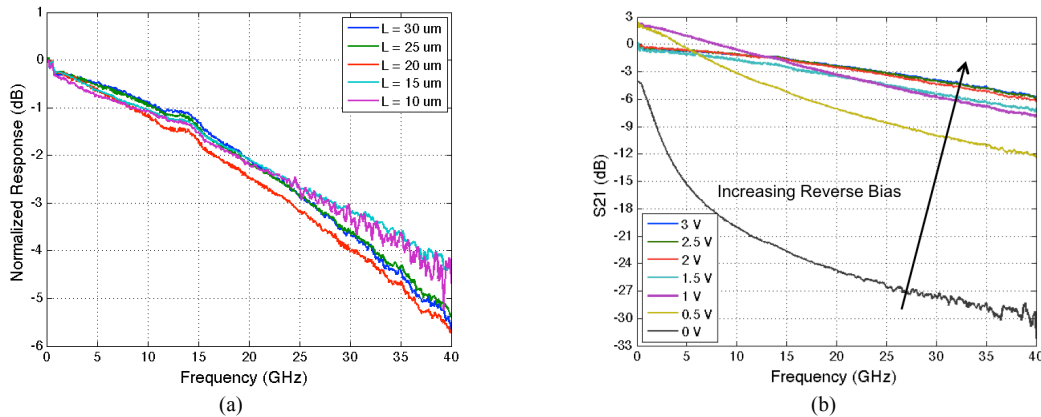 1
0
-1
-2
-3
-4
-5
-6
Normalized Response (dB)
L = 30 um
L = 25 um
L = 20 um
L = 15 um
L = 10 um
0 5 10 15 20 25 30 35 40
Frequency (GHz)
(a)
3
0
-3
-6
-9
-12
-15
-18
-21
-24
-27
-30
-33
S21 (dB)
Increasing Reverse Bias
3 V
2.5 V
2 V
1.5 V
1 V
0.5 V
0 V
0 5 10 15 20 25 30 35 40
Frequency (GHz)
(b)